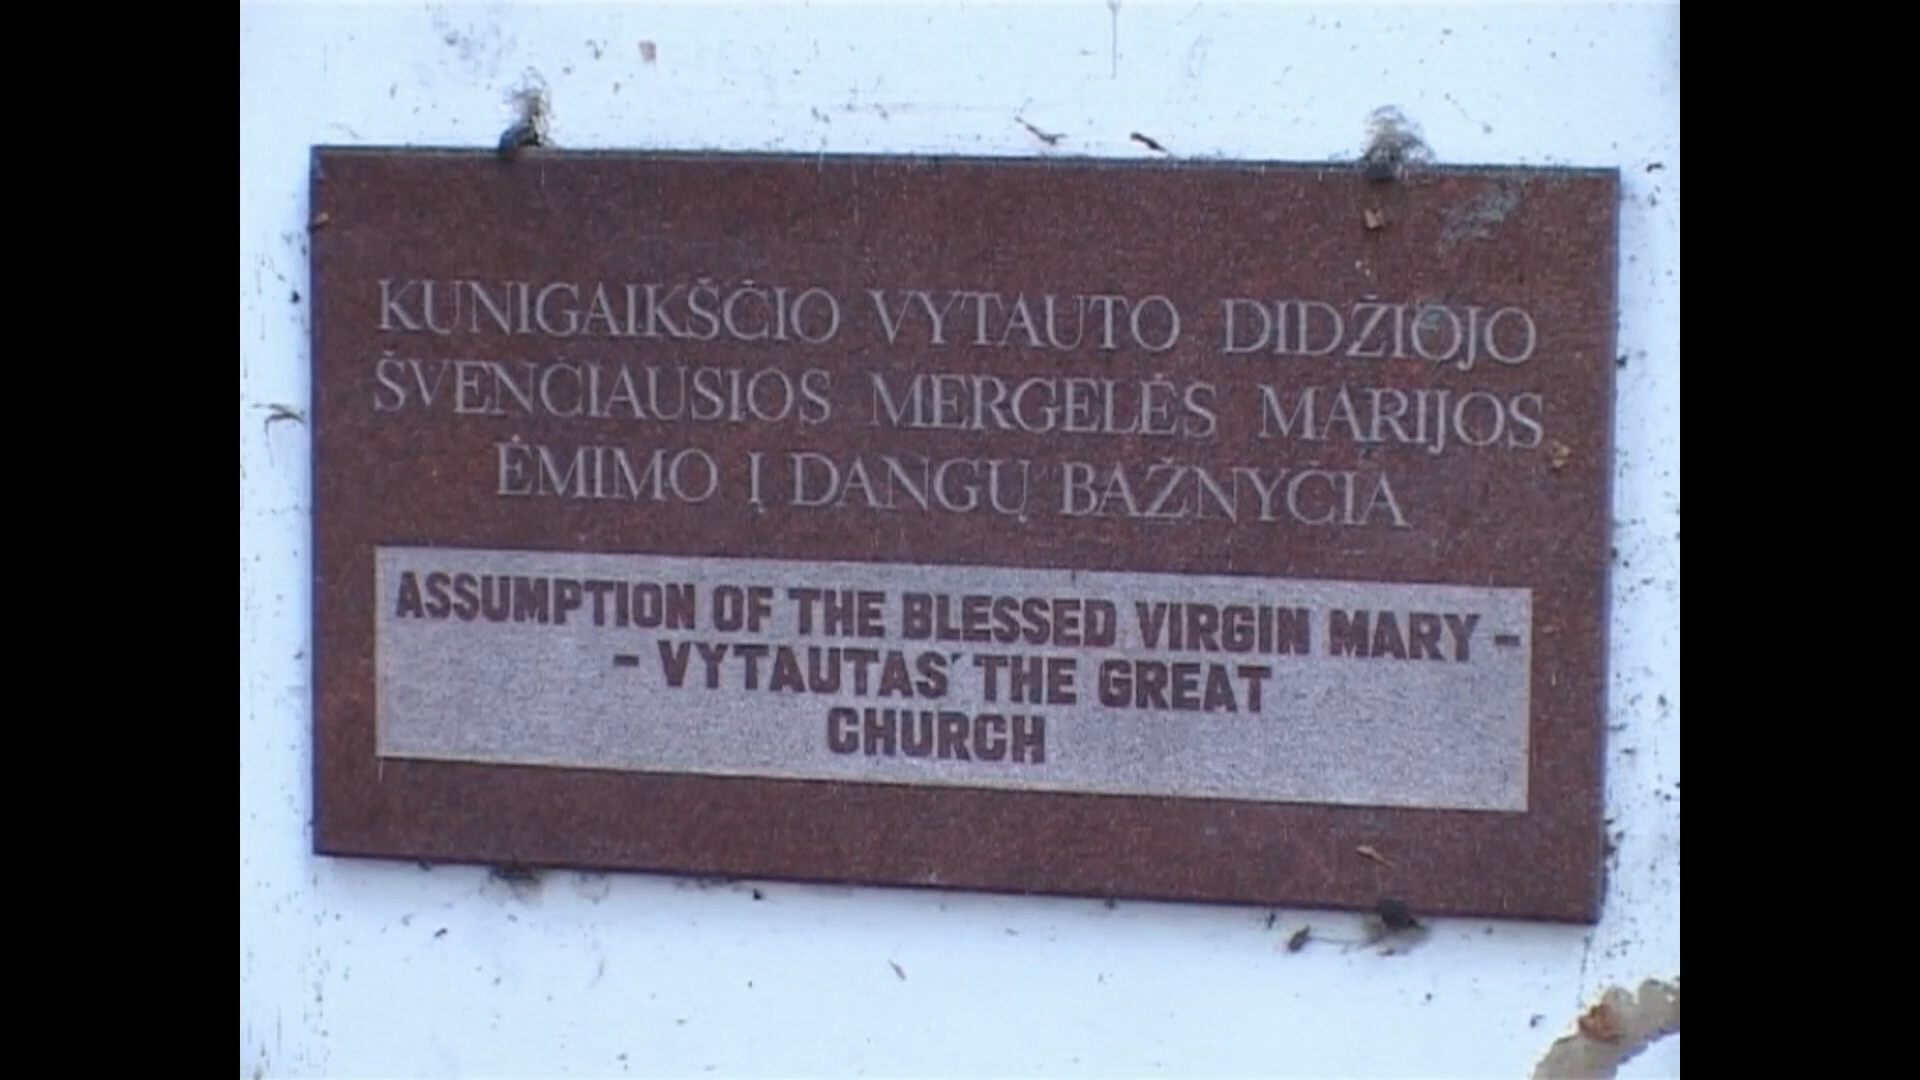 KUNIGAIKŠČIO VYTAUTO DIDŽIOJO
ŠVENČIAUSIOS MERGELĖS MARIJOS
ĖMIMO Į DANGŲ BAŽNYČIA
ASSUMPTION OF THE BLESSED VIRGIN MARY -
- VYTAUTAS' THE GREAT
CHURCH